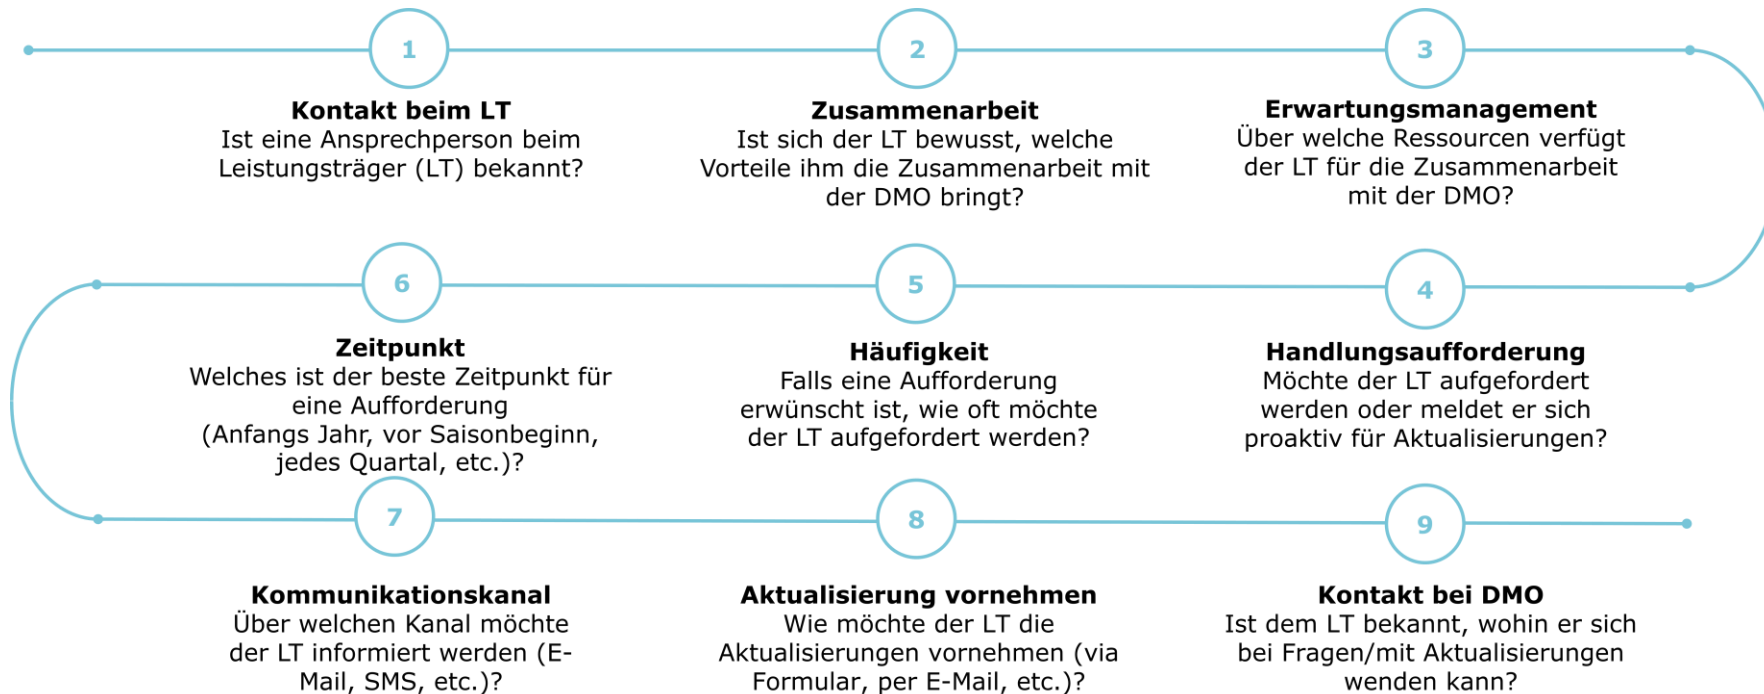 1
Kontakt beim LT
Ist eine Ansprechperson beim
Leistungsträger (LT) bekannt?
2
Zusammenarbeit
Ist sich der LT bewusst, welche
Vorteile ihm die Zusammenarbeit mit
der DMO bringt?
3
Erwartungsmanagement
Über welche Ressourcen verfügt
der LT für die Zusammenarbeit
mit der DMO?
4
Handlungsaufforderung
Möchte der LT aufgefordert
werden oder meldet er sich
proaktiv für Aktualisierungen?
5
Häufigkeit
Falls eine Aufforderung
erwünscht ist, wie oft möchte
der LT aufgefordert werden?
6
Zeitpunkt
Welches ist der beste Zeitpunkt für
eine Aufforderung
(Anfangs Jahr, vor Saisonbeginn,
jedes Quartal, etc.)?
7
Kommunikationskanal
Über welchen Kanal möchte
der LT informiert werden (E-
Mail, SMS, etc.)?
8
Aktualisierung vornehmen
Wie möchte der LT die
Aktualisierungen vornehmen (via
Formular, per E-Mail, etc.)?
9
Kontakt bei DMO
Ist dem LT bekannt, wohin er sich
bei Fragen/mit Aktualisierungen
wenden kann?